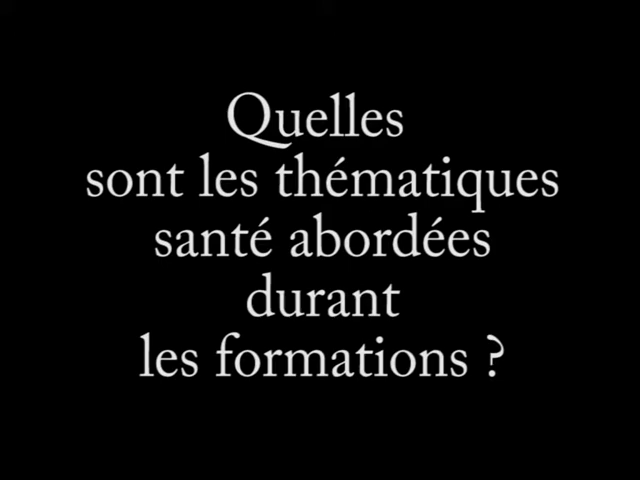 Quelles
sont les thématiques
santé abordées
durant
les formations ?